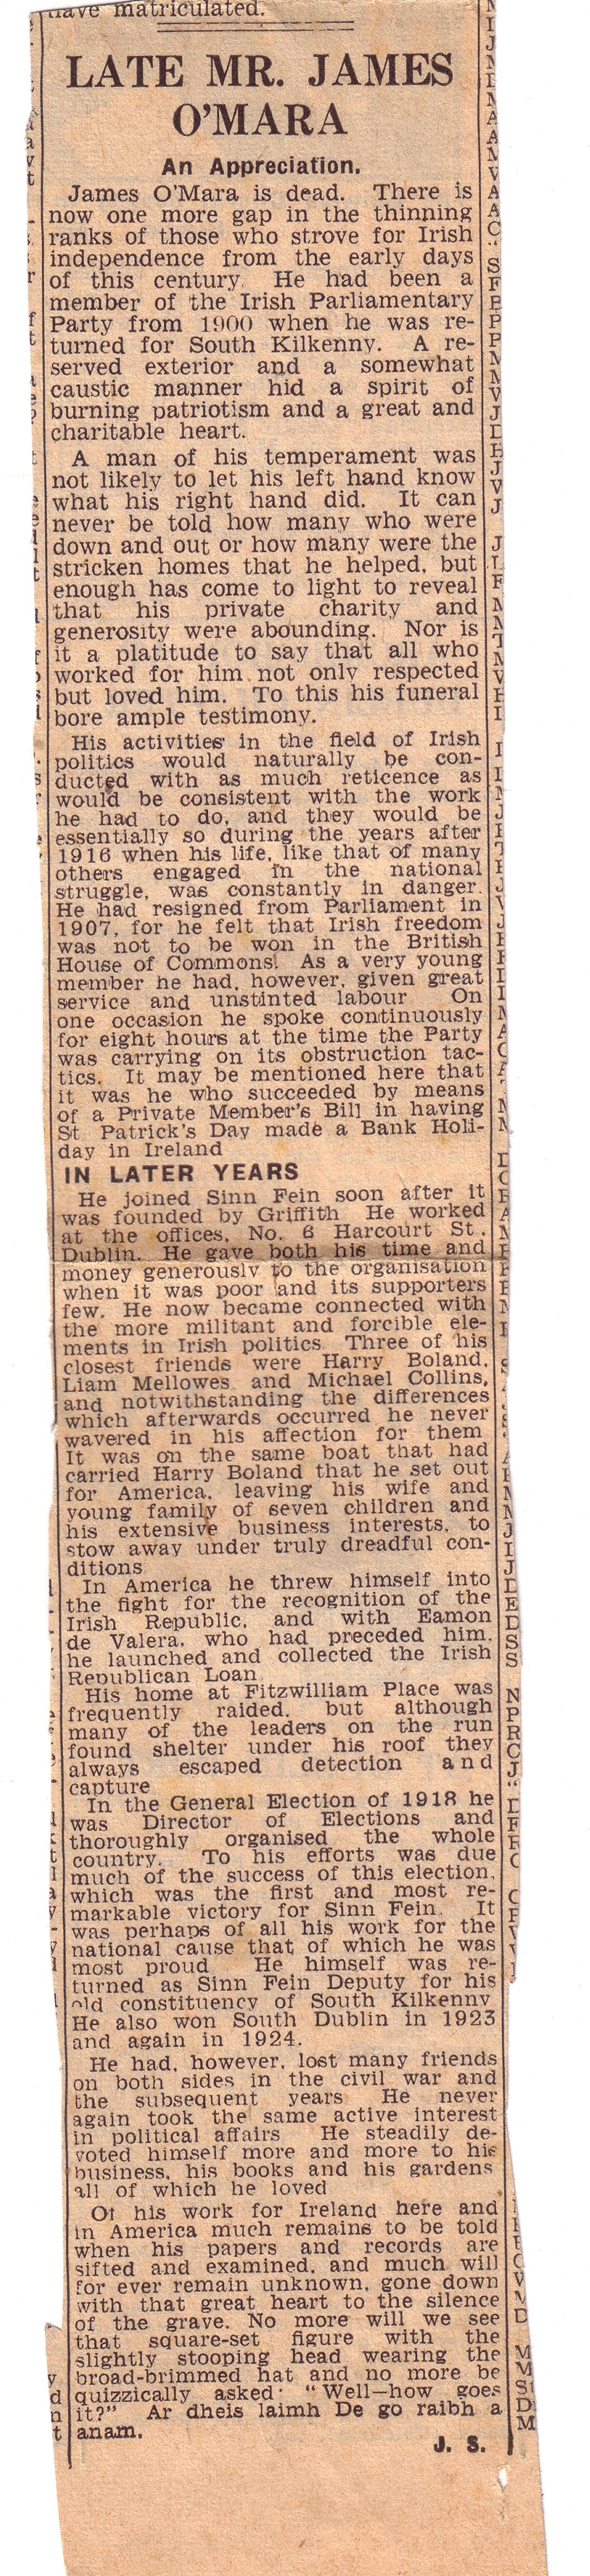 have matriculated.
LATE MR. JAMES
O'MARA
An Appreciation.
James O'Mara is dead. There is
now one more gap in the thinning
ranks of those who strove for Irish
independence from the early days
of this century. He had been a
member of the Irish Parliamentary
Party from 1900 when he was re-
turned for South Kilkenny. A re-
served exterior and a somewhat
caustic manner hid a spirit of
burning patriotism and a great and
charitable heart.
A man of his temperament was
not likely to let his left hand know
what his right hand did. It can
never be told how many who were
down and out or how many were the
stricken homes that he helped, but
enough has come to light to reveal
that his private charity and
generosity were abounding. Nor is
it a platitude to say that all who
worked for him not only respected
but loved him. To this his funeral
bore ample testimony.
His activities in the field of Irish
politics would naturally be con-
ducted with as much reticence as
would be consistent with the work
he had to do, and they would be
essentially so during the years after
1916 when his life, like that of many
others engaged in the national
struggle, was constantly in danger.
He had resigned from Parliament in
1907, for he felt that Irish freedom
was not to be won in the British
House of Commons. As a very young
member he had, however, given great
service and unstinted labour On
one occasion he spoke continuously
for eight hours at the time the Party
was carrying on its obstruction tac-
tics. It may be mentioned here that
it was he who succeeded by means
of a Private Member's Bill in having
St. Patrick's Day made a Bank Holi-
day in Ireland
IN LATER YEARS
He joined Sinn Fein soon after it
was founded by Griffith He worked
at the offices, No. 6 Harcourt St.,
Dublin. He gave both his time and
money generously to the organisation
when it was poor and its supporters
few. He now became connected with
the more militant and forcible ele-
ments in Irish politics. Three of his
closest friends were Harry Boland,
Liam Mellowes, and Michael Collins,
and notwithstanding the differences
which afterwards occurred he never
wavered in his affection for them
It was on the same boat that had
carried Harry Boland that he set out
for America, leaving his wife and
young family of seven children and
his extensive business interests, to
stow away under truly dreadful con-
ditions
In America he threw himself into
the fight for the recognition of the
Irish Republic, and with Eamon
de Valera, who had preceded him,
he launched and collected the Irish
Republican Loan
His home at Fitzwilliam Place was
frequently raided, but although
many of the leaders on the run
found shelter under his roof they
always escaped detection and
capture
In the General Election of 1918 he
was Director of Elections and
thoroughly organised the whole
country. To his efforts was due
much of the success of this election,
which was the first and most re-
markable victory for Sinn Fein. It
was perhaps of all his work for the
national cause that of which he was
most proud He himself was re-
turned as Sinn Fein Deputy for his
old constituency of South Kilkenny
He also won South Dublin in 1923
and again in 1924.
He had, however, lost many friends
on both sides in the civil war and
the subsequent years He never
again took the same active interest
in political affairs He steadily de-
voted himself more and more to his
business, his books and his gardens
all of which he loved
Of his work for Ireland here and
in America much remains to be told
when his papers and records are
sifted and examined, and much will
for ever remain unknown, gone down
with that great heart to the silence
of the grave. No more will we see
that square-set figure with the
slightly stooping head wearing the
broad-brimmed hat and no more be
quizzically asked: "Well—how goes
it?" Ar dheis laimh De go raibh a
anam.
J. S.